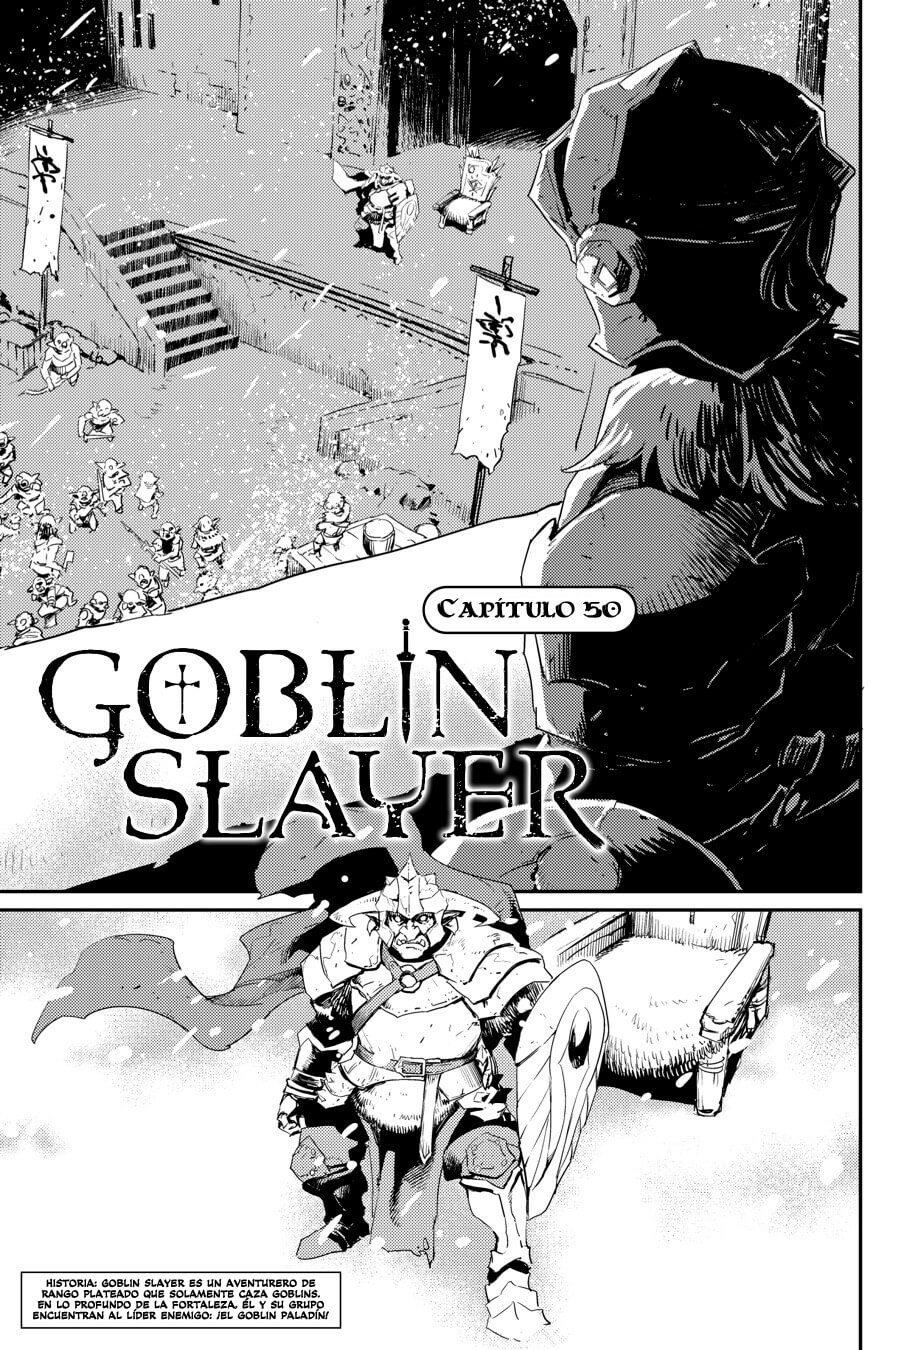 CAPÍTULO 50
GOBLIN
SLAYER
HISTORIA: GOBLIN SLAYER ES UN AVENTURERO DE
RANGO PLATEADO QUE SOLAMENTE CAZA GOBLINS.
EN LO PROFUNDO DE LA FORTALEZA, ÉL Y SU GRUPO
ENCUENTRAN AL LÍDER ENEMIGO: ¡EL GOBLIN PALADÍN!